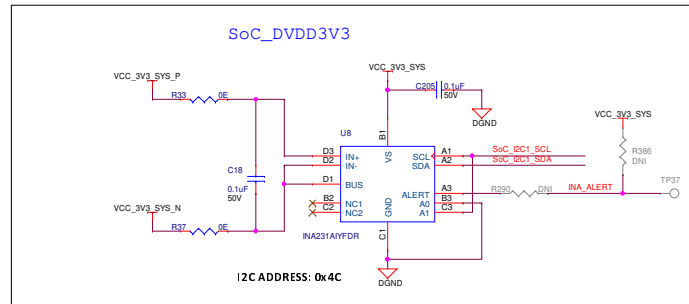 SoC_DVDD3V3
VCC_3V3_SYS_P
VCC_3V3_SYS
R33
0E
C205
0.1uF
50V
DGND
VCC_3V3_SYS
U8
B1
D3
IN+
VS
SCL
A1
SoC_I2C1_SCL
D2
IN-
SDA
A2
SoC_I2C1_SDA
R386
DNI
C18
0.1uF
50V
D1
BUS
ALERT
A3
R290
DNI
INA_ALERT
TP37
B2
NC1
A0
B3
C2
NC2
GND
A1
C3
VCC_3V3_SYS_N
R37
0E
INA231AIYFDR
C1
I2C ADDRESS: 0x4C
DGND